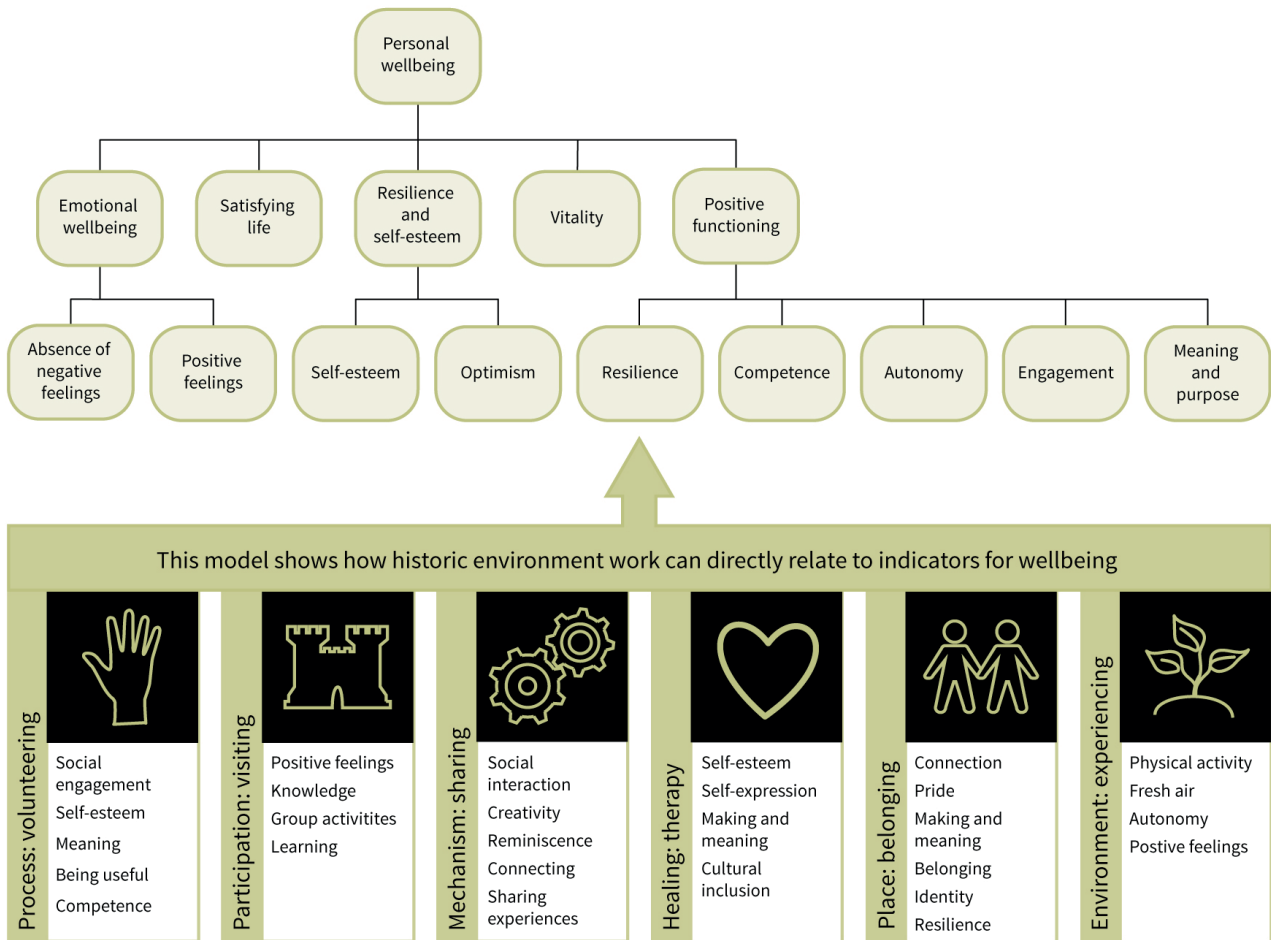 Personal
wellbeing
Emotional
wellbeing
Satisfying
life
Resilience
and
self-esteem
Vitality
Positive
functioning
Absence of
negative
feelings
Positive
feelings
Self-esteem
Optimism
Resilience
Competence
Autonomy
Engagement
Meaning
and
purpose
This model shows how historic environment work can directly relate to indicators for wellbeing
Process: volunteering
Social
engagement
Self-esteem
Meaning
Being useful
Competence
Participation: visiting
Positive feelings
Knowledge
Group activitites
Learning
Mechanism: sharing
Social
interaction
Creativity
Reminiscence
Connecting
Sharing
experiences
Healing: therapy
Self-esteem
Self-expression
Making and
meaning
Cultural
inclusion
Place: belonging
Connection
Pride
Making and
meaning
Belonging
Identity
Resilience
Environment: experiencing
Physical activity
Fresh air
Autonomy
Postive feelings